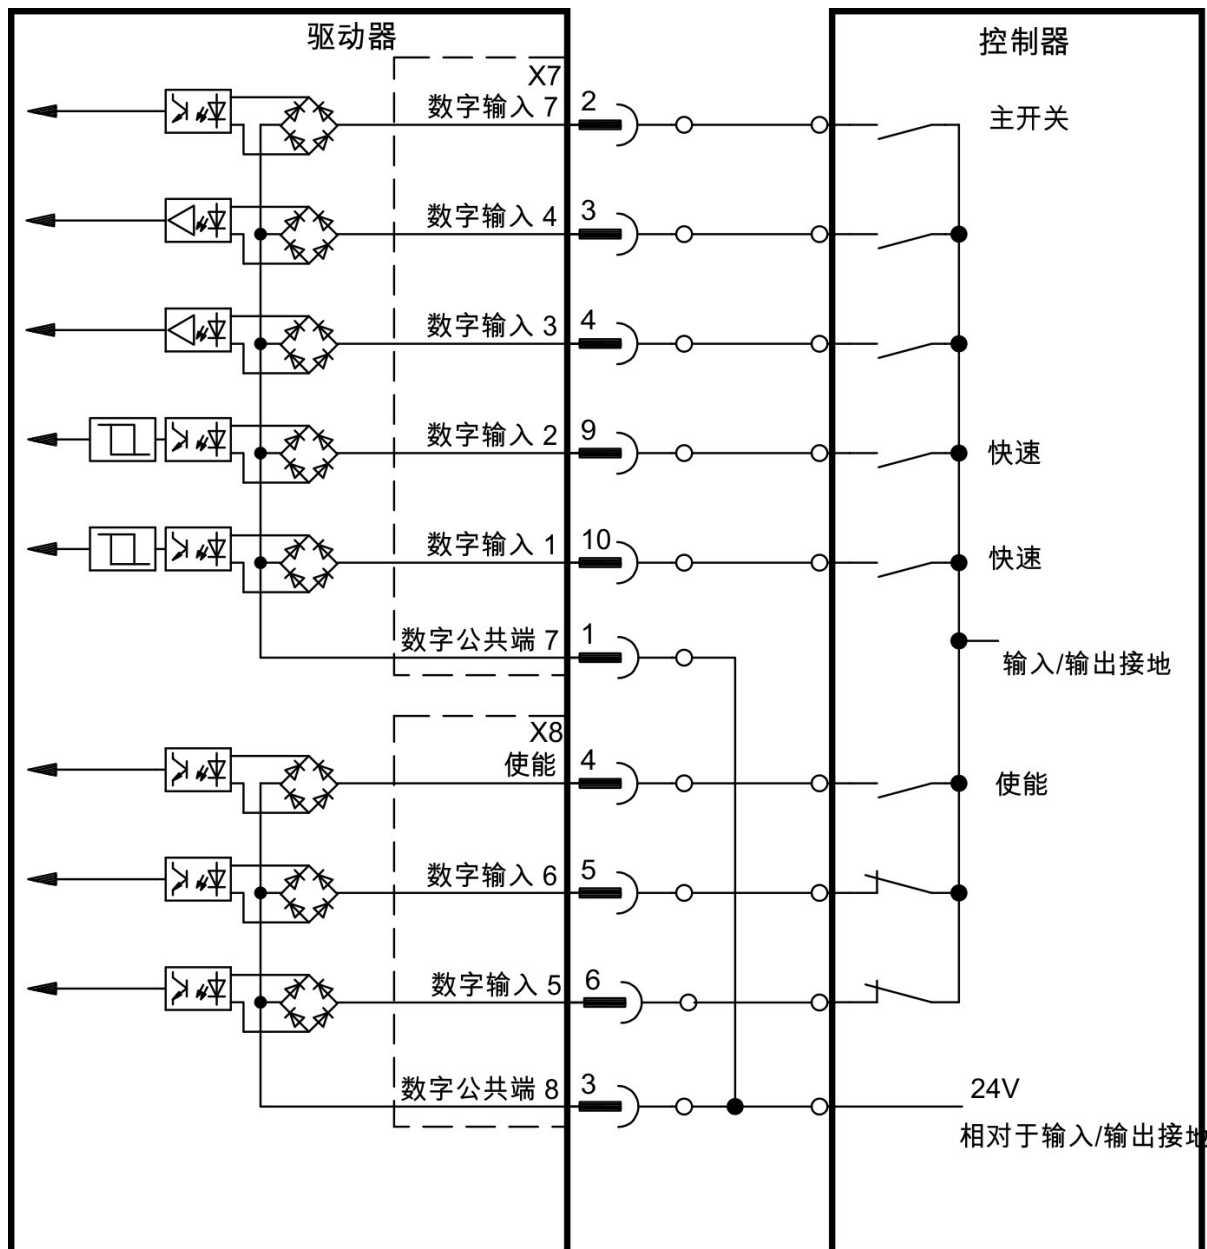 驱动器
控制器
X7
数字输入 7
2
主开关
数字输入 4
3
数字输入 3
4
数字输入 2
9
快速
数字输入 1
10
快速
数字公共端 7
1
输入/输出接地
X8
使能
4
使能
数字输入 6
5
数字输入 5
6
数字公共端 8
3
24V
相对于输入/输出接地